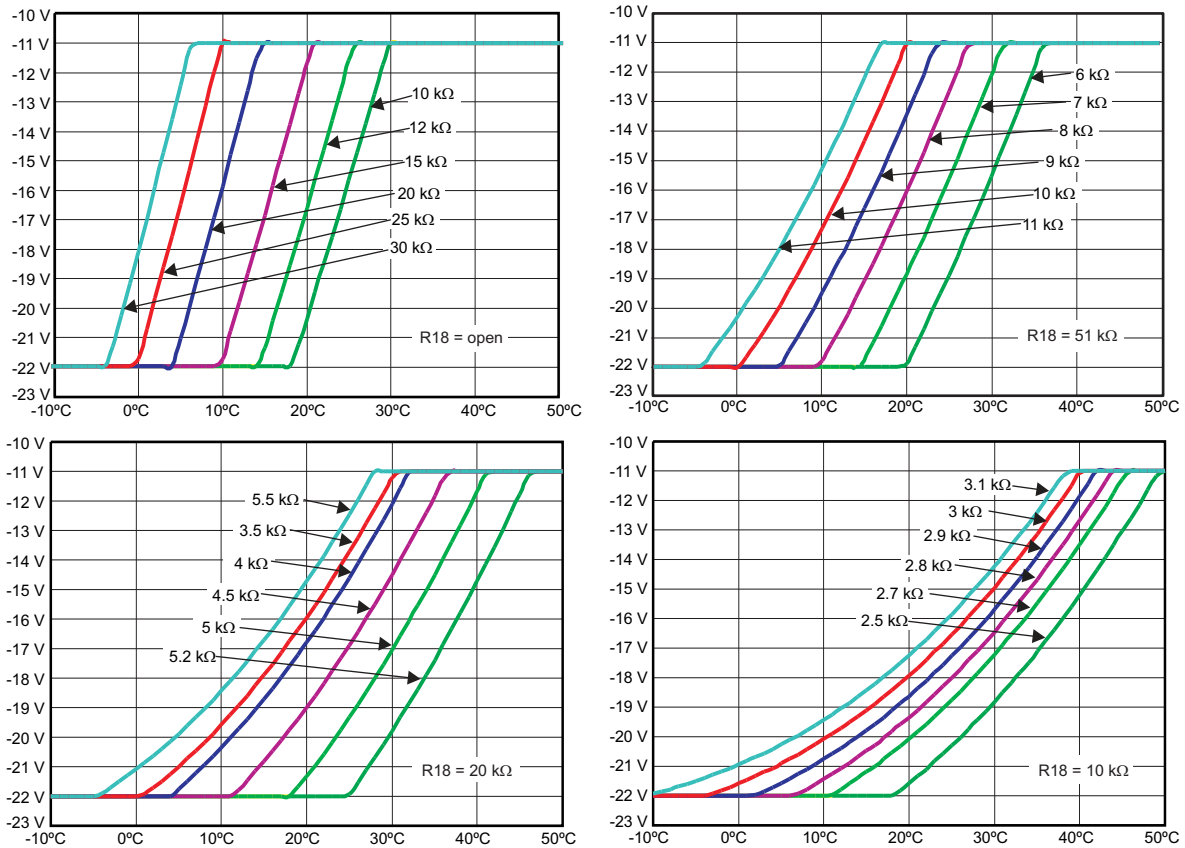 -10 V
-11 V
-12 V
-13 V
-14 V
-15 V
-16 V
-17 V
-18 V
-19 V
-20 V
-21 V
-22 V
-23 V
-10ºC
0ºC
10ºC
20ºC
30ºC
40ºC
50ºC
10 kΩ
12 kΩ
15 kΩ
20 kΩ
25 kΩ
30 kΩ
R18 = open
-10 V
-11 V
-12 V
-13 V
-14 V
-15 V
-16 V
-17 V
-18 V
-19 V
-20 V
-21 V
-22 V
-23 V
-10ºC
0ºC
10ºC
20ºC
30ºC
40ºC
50ºC
6 kΩ
7 kΩ
8 kΩ
9 kΩ
10 kΩ
11 kΩ
R18 = 51 kΩ
-10 V
-11 V
-12 V
-13 V
-14 V
-15 V
-16 V
-17 V
-18 V
-19 V
-20 V
-21 V
-22 V
-23 V
-10ºC
0ºC
10ºC
20ºC
30ºC
40ºC
50ºC
5.5 kΩ
3.5 kΩ
4 kΩ
4.5 kΩ
5 kΩ
5.2 kΩ
R18 = 20 kΩ
-10 V
-11 V
-12 V
-13 V
-14 V
-15 V
-16 V
-17 V
-18 V
-19 V
-20 V
-21 V
-22 V
-23 V
-10ºC
0ºC
10ºC
20ºC
30ºC
40ºC
50ºC
3.1 kΩ
3 kΩ
2.9 kΩ
2.8 kΩ
2.7 kΩ
2.5 kΩ
R18 = 10 kΩ